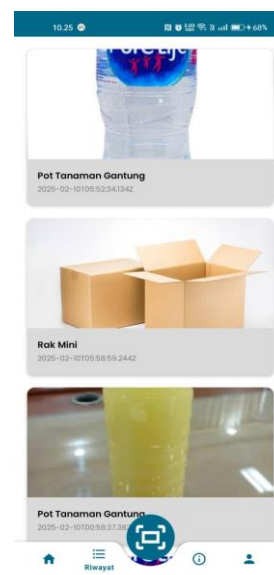 10.25
68%
Pure Life
Pot Tanaman Gantung
2025-02-10T05:52:34.134Z
Rak Mini
2025-02-10T05:58:59.244Z
Pot Tanaman Gantung
Riwayat